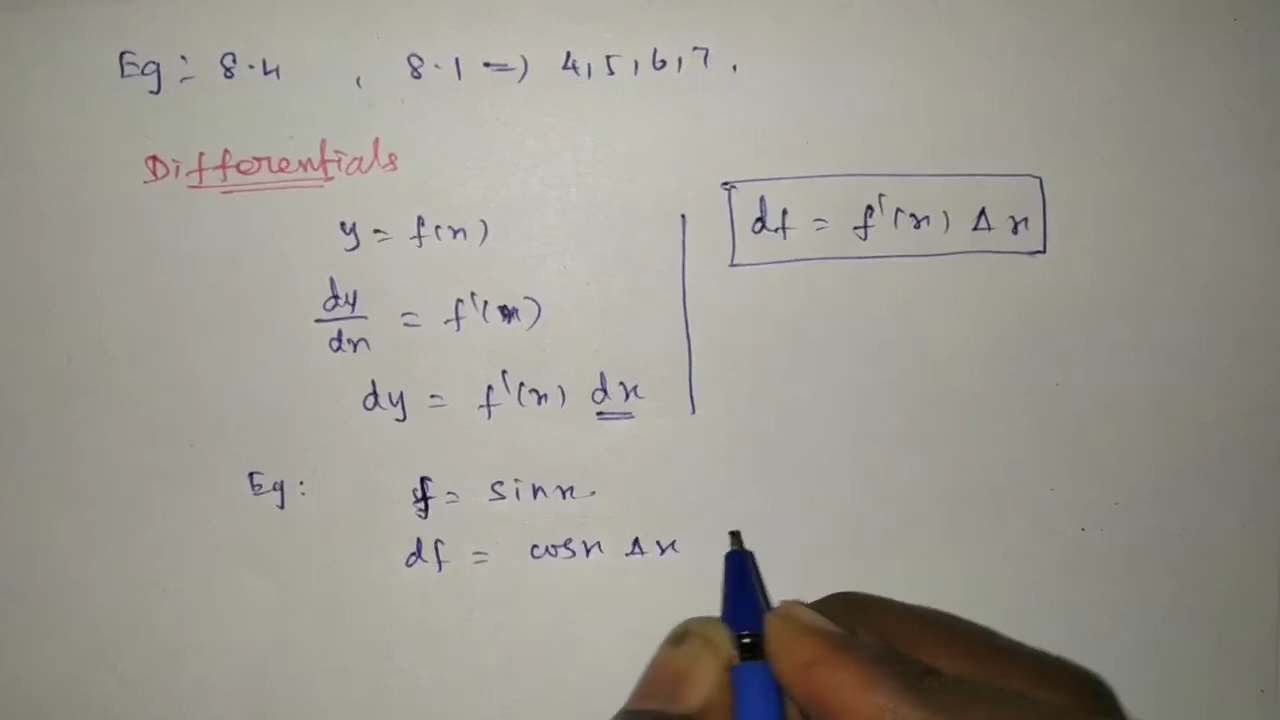 Eg:- 8.4 , 8.1 => 4,5,6,7.
Differentials
y = f(x)
dy/dx = f'(x)
dy = f'(x) dx
df = f'(x) Δx
Eg: f = sinx.
df = cosx Δx